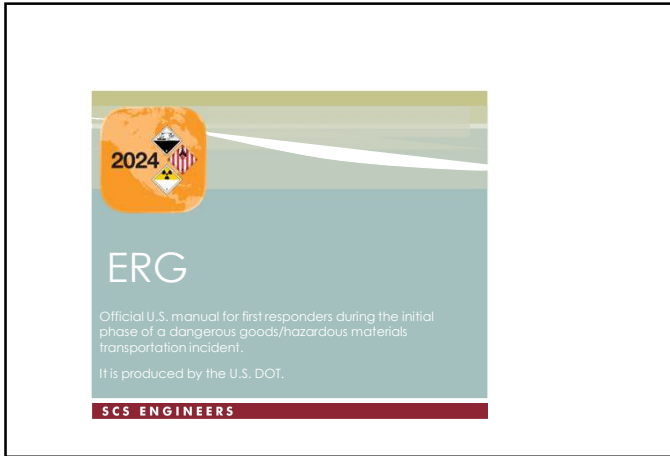 2024
ERG
Official U.S. manual for first responders during the initial
phase of a dangerous goods/hazardous materials
transportation incident.
It is produced by the U.S. DOT.
SCS ENGINEERS